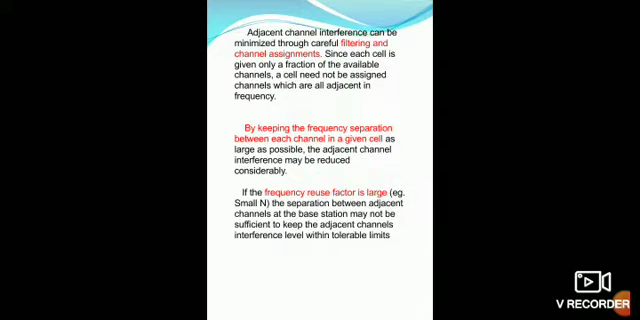 Adjacent channel interference can be
minimized through careful filtering and
channel assignments. Since each cell is
given only a fraction of the available
channels, a cell need not be assigned
channels which are all adjacent in
frequency.
By keeping the frequency separation
between each channel in a given cell as
large as possible, the adjacent channel
interference may be reduced
considerably.
If the frequency reuse factor is large (eg.
Small N) the separation between adjacent
channels at the base station may not be
sufficient to keep the adjacent channels
interference level within tolerable limits
V RECORDER